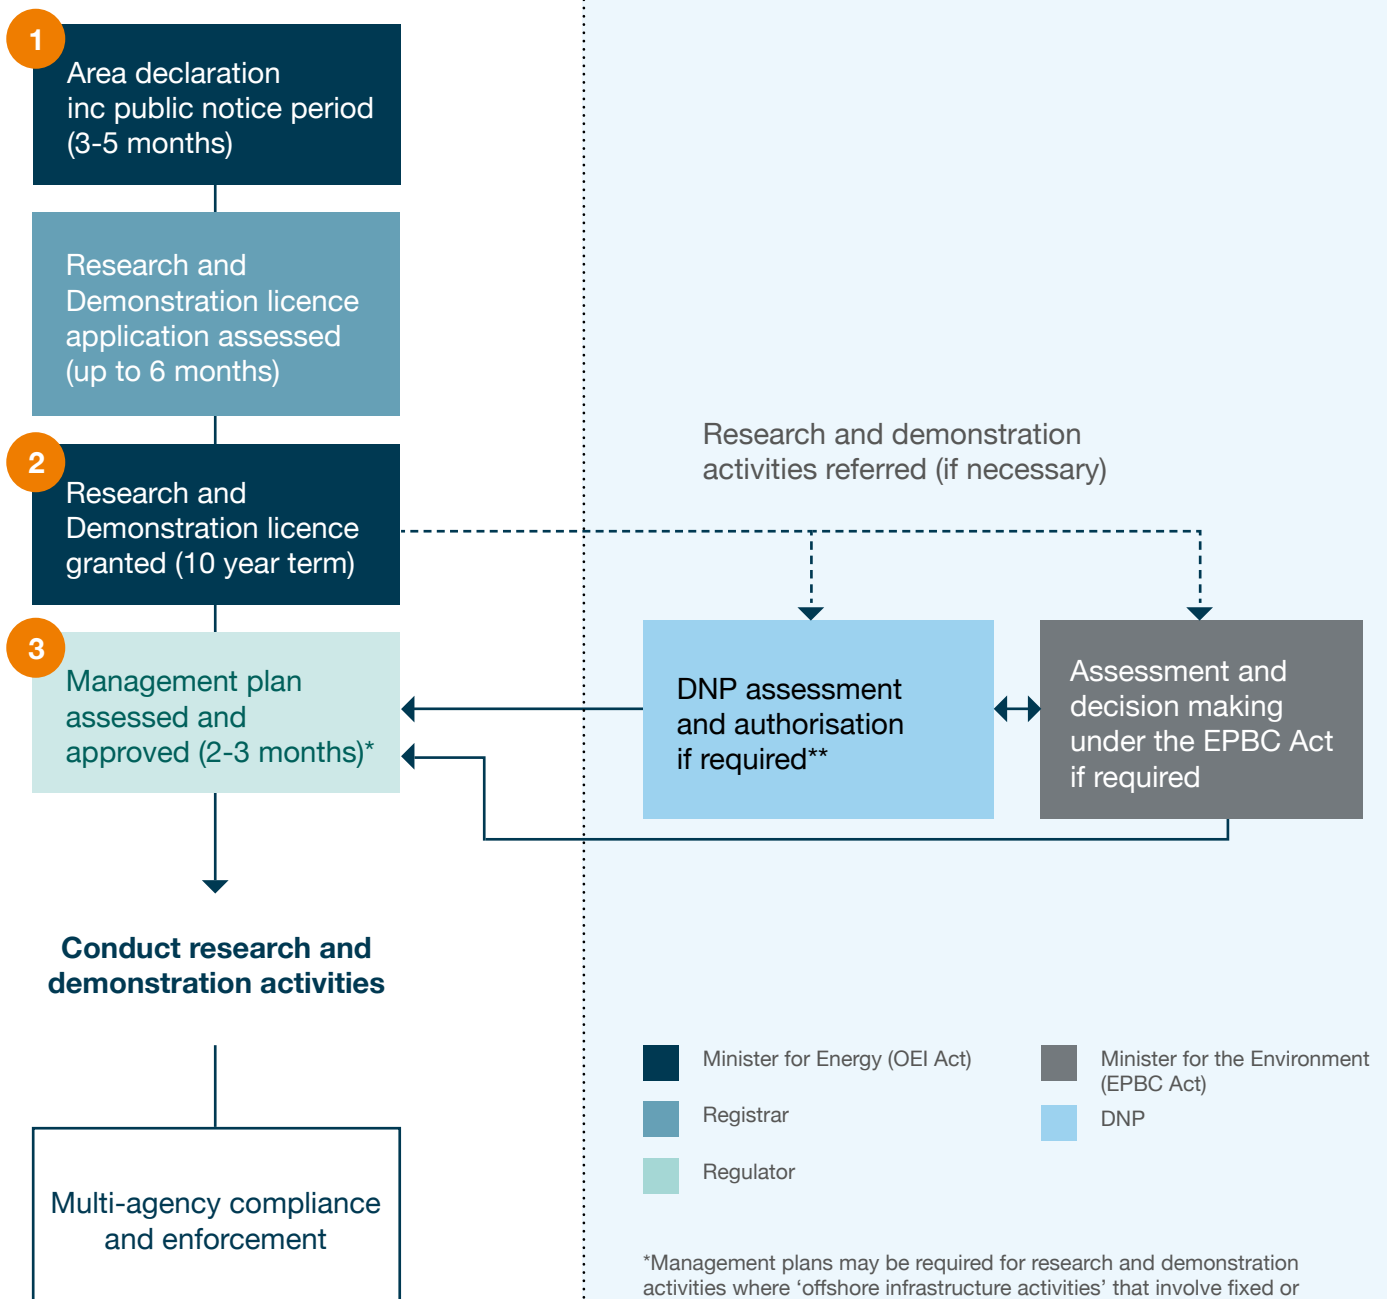 1
Area declaration
inc public notice period
(3-5 months)
Research and
Demonstration licence
application assessed
(up to 6 months)
2
Research and
Demonstration licence
granted (10 year term)
Research and demonstration
activities referred (if necessary)
3
Management plan
assessed and
approved (2-3 months)*
DNP assessment
and authorisation
if required**
Assessment and
decision making
under the EPBC Act
if required
Conduct research and
demonstration activities
Multi-agency compliance
and enforcement
Minister for Energy (OEI Act)
Registrar
Regulator
Minister for the Environment
(EPBC Act)
DNP
*Management plans may be required for research and demonstration
activities where ‘offshore infrastructure activities’ that involve fixed or